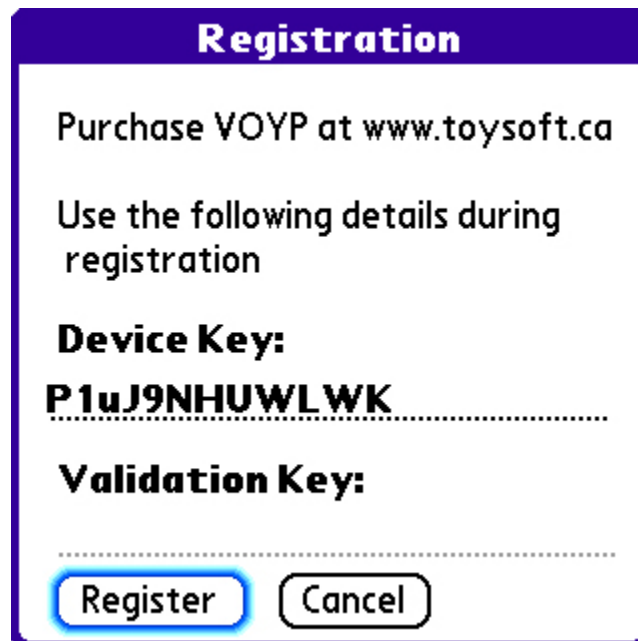 Registration
Purchase VOYP at www.toysoft.ca
Use the following details during
registration
Device Key:
P1uJ9NHUWLWK
Validation Key:
Register Cancel